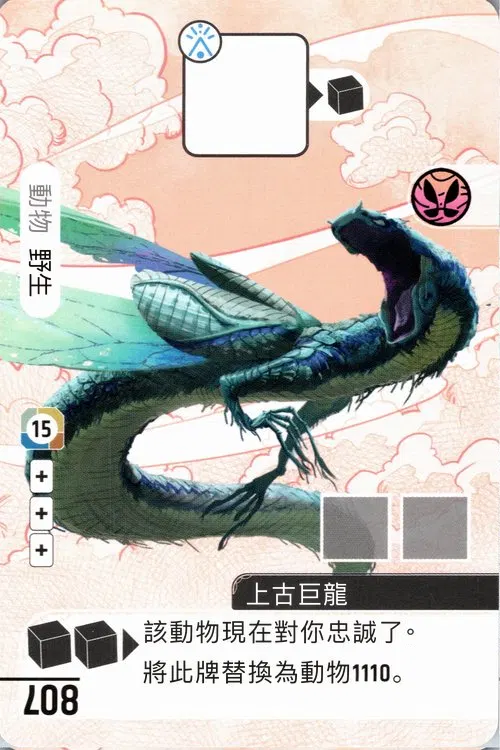 動物 野生
15
+
+
+
上古巨龍
該動物現在對你忠誠了。
將此牌替換為動物1110。
807